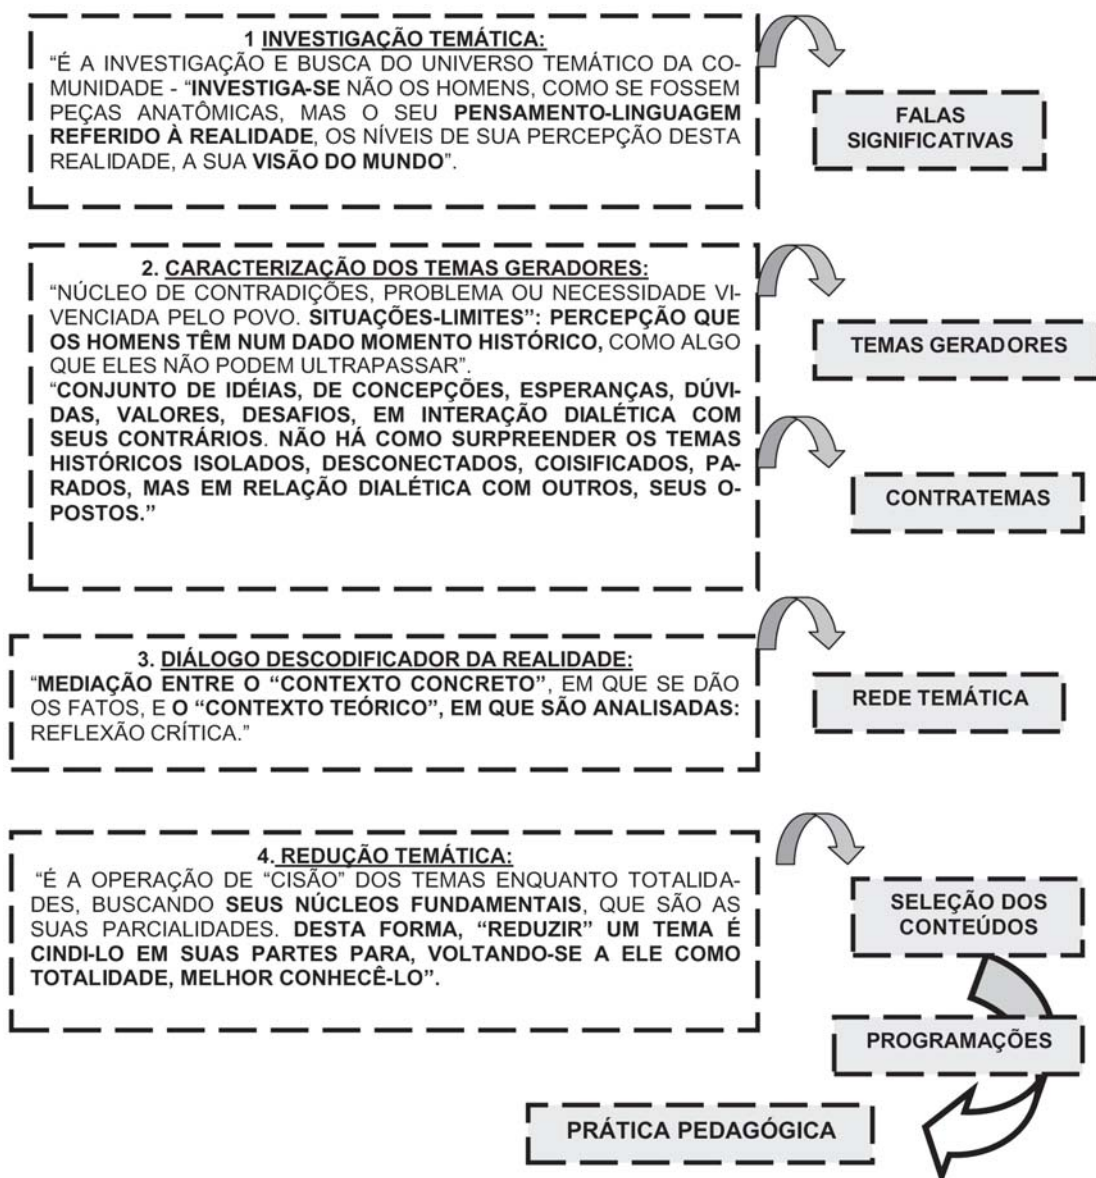 1 INVESTIGAÇÃO TEMÁTICA:
“É A INVESTIGAÇÃO E BUSCA DO UNIVERSO TEMÁTICO DA CO-
MUNIDADE - “INVESTIGA-SE NÃO OS HOMENS, COMO SE FOSSEM
PEÇAS ANATÔMICAS, MAS O SEU PENSAMENTO-LINGUAGEM
REFERIDO À REALIDADE, OS NÍVEIS DE SUA PERCEPÇÃO DESTA
REALIDADE, A SUA VISÃO DO MUNDO”.
FALAS
SIGNIFICATIVAS
2. CARACTERIZAÇÃO DOS TEMAS GERADORES:
“NÚCLEO DE CONTRADIÇÕES, PROBLEMA OU NECESSIDADE VI-
VENCIADA PELO POVO. SITUAÇÕES-LIMITES”: PERCEPÇÃO QUE
OS HOMENS TÊM NUM DADO MOMENTO HISTÓRICO, COMO ALGO
QUE ELES NÃO PODEM ULTRAPASSAR”.
“CONJUNTO DE IDÉIAS, DE CONCEPÇÕES, ESPERANÇAS, DÚVI-
DAS, VALORES, DESAFIOS, EM INTERAÇÃO DIALÉTICA COM
SEUS CONTRÁRIOS. NÃO HÁ COMO SURPREENDER OS TEMAS
HISTÓRICOS ISOLADOS, DESCONECTADOS, COISIFICADOS, PA-
RADOS, MAS EM RELAÇÃO DIALÉTICA COM OUTROS, SEUS O-
POSTOS.”
TEMAS GERADORES
CONTRATEMAS
3. DIÁLOGO DESCODIFICADOR DA REALIDADE:
“MEDIAÇÃO ENTRE O “CONTEXTO CONCRETO”, EM QUE SE DÃO
OS FATOS, E O “CONTEXTO TEÓRICO”, EM QUE SÃO ANALISADAS:
REFLEXÃO CRÍTICA.”
REDE TEMÁTICA
4. REDUÇÃO TEMÁTICA:
“É A OPERAÇÃO DE “CISÃO” DOS TEMAS ENQUANTO TOTALIDA-
DES, BUSCANDO SEUS NÚCLEOS FUNDAMENTAIS, QUE SÃO AS
SUAS PARCIALIDADES. DESTA FORMA, “REDUZIR” UM TEMA É
CINDI-LO EM SUAS PARTES PARA, VOLTANDO-SE A ELE COMO
TOTALIDADE, MELHOR CONHECÊ-LO”.
SELEÇÃO DOS
CONTEÚDOS
PROGRAMAÇÕES
PRÁTICA PEDAGÓGICA